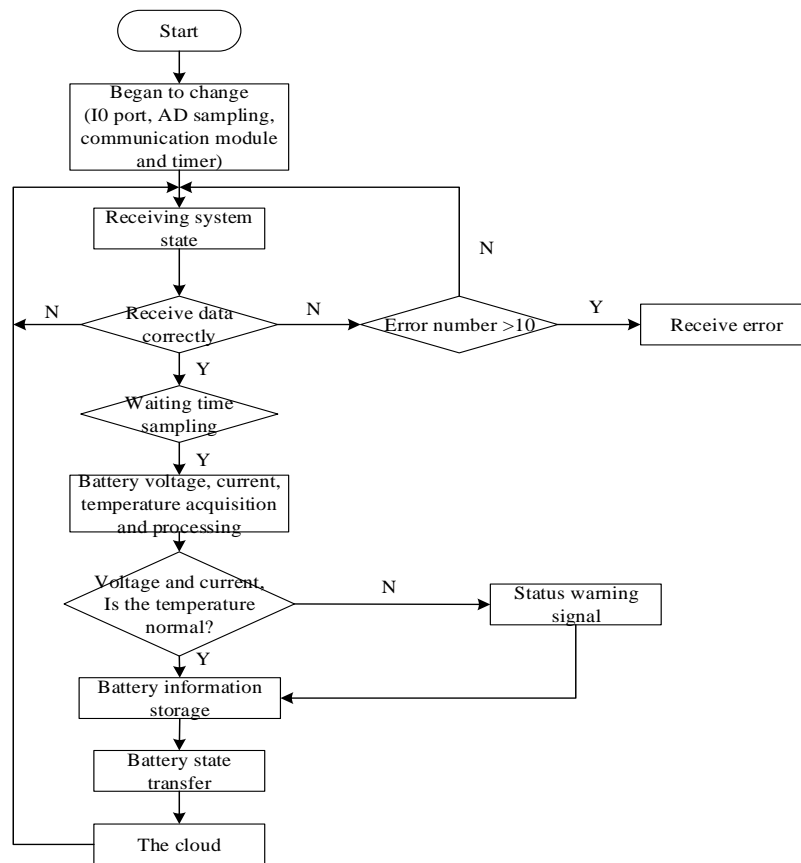 Start
Began to change
(I0 port, AD sampling,
communication module
and timer)
Receiving system
state
N
N
Receive data
correctly
N
Error number >10
Y
Receive error
Y
Waiting time
sampling
Y
Battery voltage, current,
temperature acquisition
and processing
Voltage and current,
Is the temperature
normal?
N
Status warning
signal
Y
Battery information
storage
Battery state
transfer
The cloud